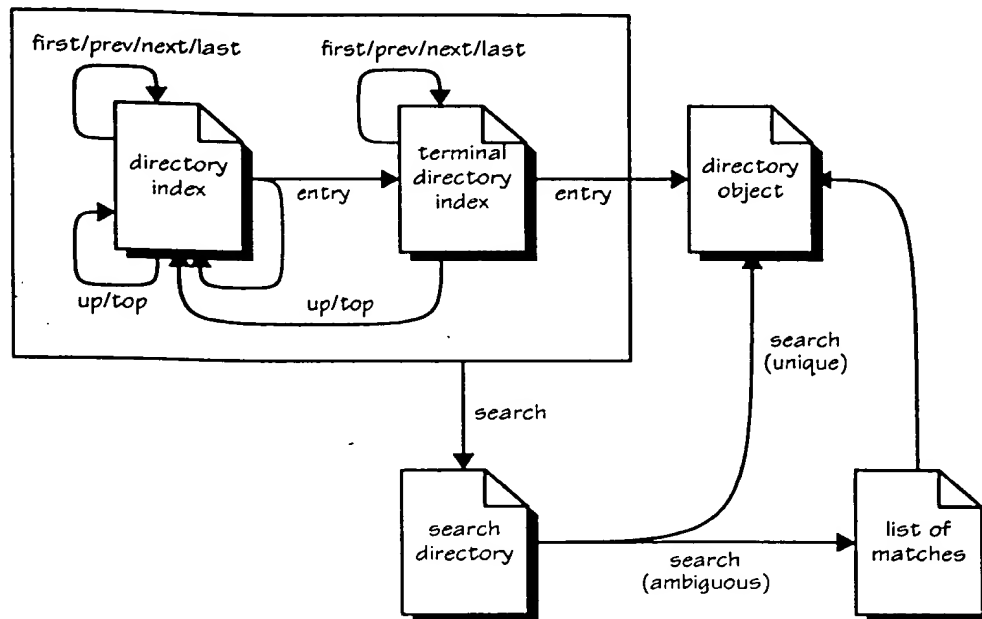 first/prev/next/last
first/prev/next/last
directory
index
terminal
directory
index
directory
object
entry
entry
up/top
up/top
search
(unique)
search
search
directory
search
(ambiguous)
list of
matches